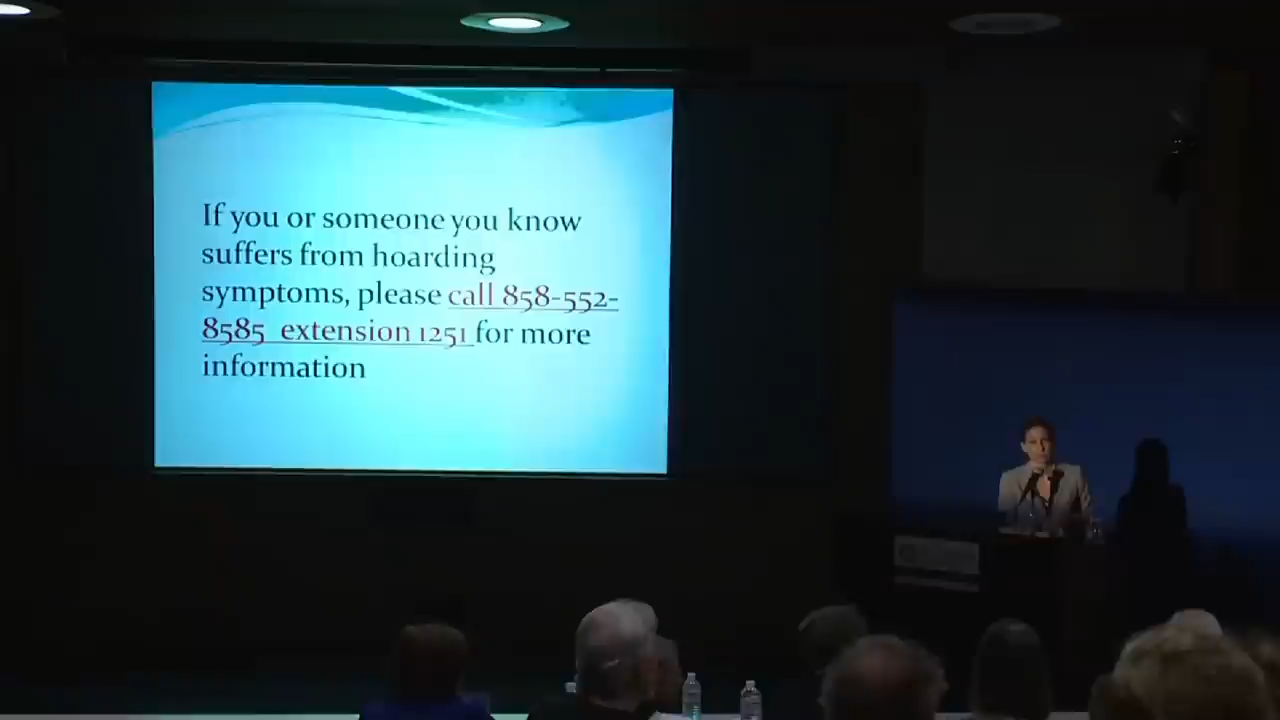 If you or someone you know
suffers from hoarding
symptoms, please call 858-552-
8585  extension 1251 for more
information